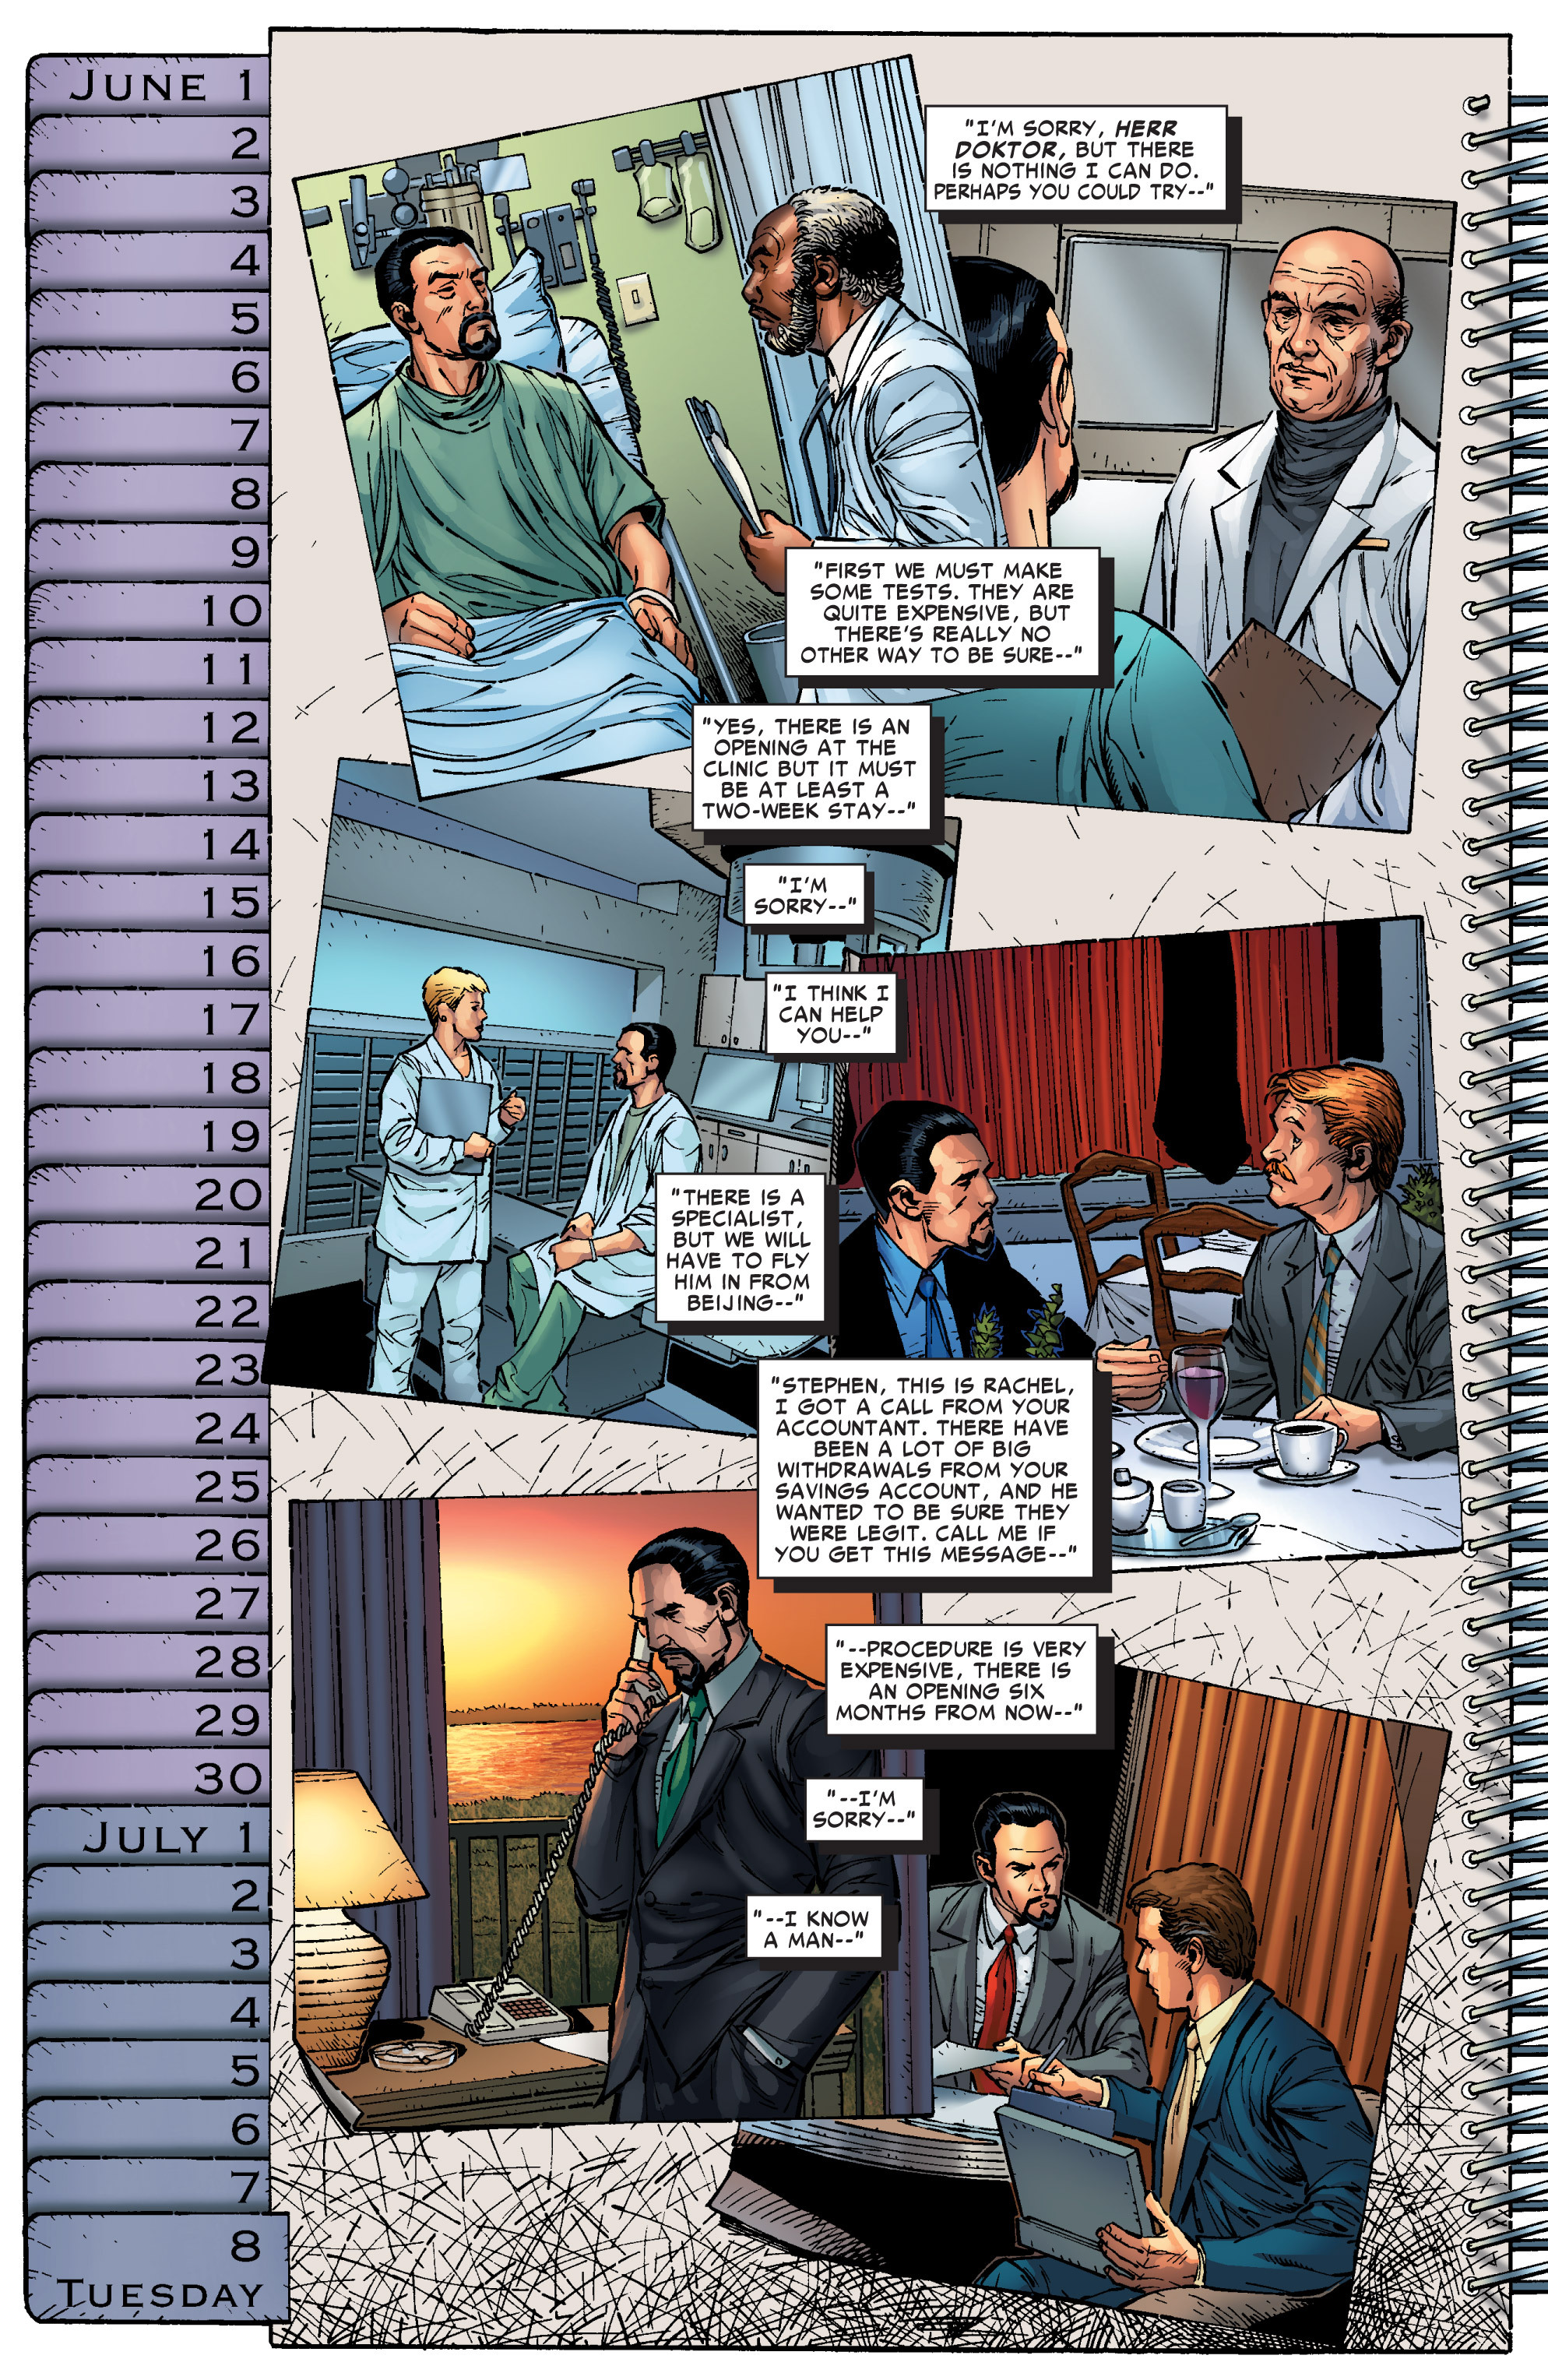 JUNE 1
2
3
4
5
6
7
8
9
10
11
12
13
14
15
16
17
18
19
20
21
22
23
24
25
26
27
28
29
30
JULY 1
2
3
4
5
6
7
8
TUESDAY
"I'M SORRY, HERR
DOKTOR, BUT THERE
IS NOTHING I CAN DO.
PERHAPS YOU COULD TRY--"
"FIRST WE MUST MAKE
SOME TESTS. THEY ARE
QUITE EXPENSIVE, BUT
THERE'S REALLY NO
OTHER WAY TO BE SURE--"
"YES, THERE IS AN
OPENING AT THE
CLINIC BUT IT MUST
BE AT LEAST A
TWO-WEEK STAY--"
"I'M
SORRY--"
"I THINK I
CAN HELP
YOU--"
"THERE IS A
SPECIALIST,
BUT WE WILL
HAVE TO FLY
HIM IN FROM
BEIJING--"
"STEPHEN, THIS IS RACHEL,
I GOT A CALL FROM YOUR
ACCOUNTANT. THERE HAVE
BEEN A LOT OF BIG
WITHDRAWALS FROM YOUR
SAVINGS ACCOUNT, AND HE
WANTED TO BE SURE THEY
WERE LEGIT. CALL ME IF
YOU GET THIS MESSAGE--"
"--PROCEDURE IS VERY
EXPENSIVE, THERE IS
AN OPENING SIX
MONTHS FROM NOW--"
"--I'M
SORRY--"
"--I KNOW
A MAN--"